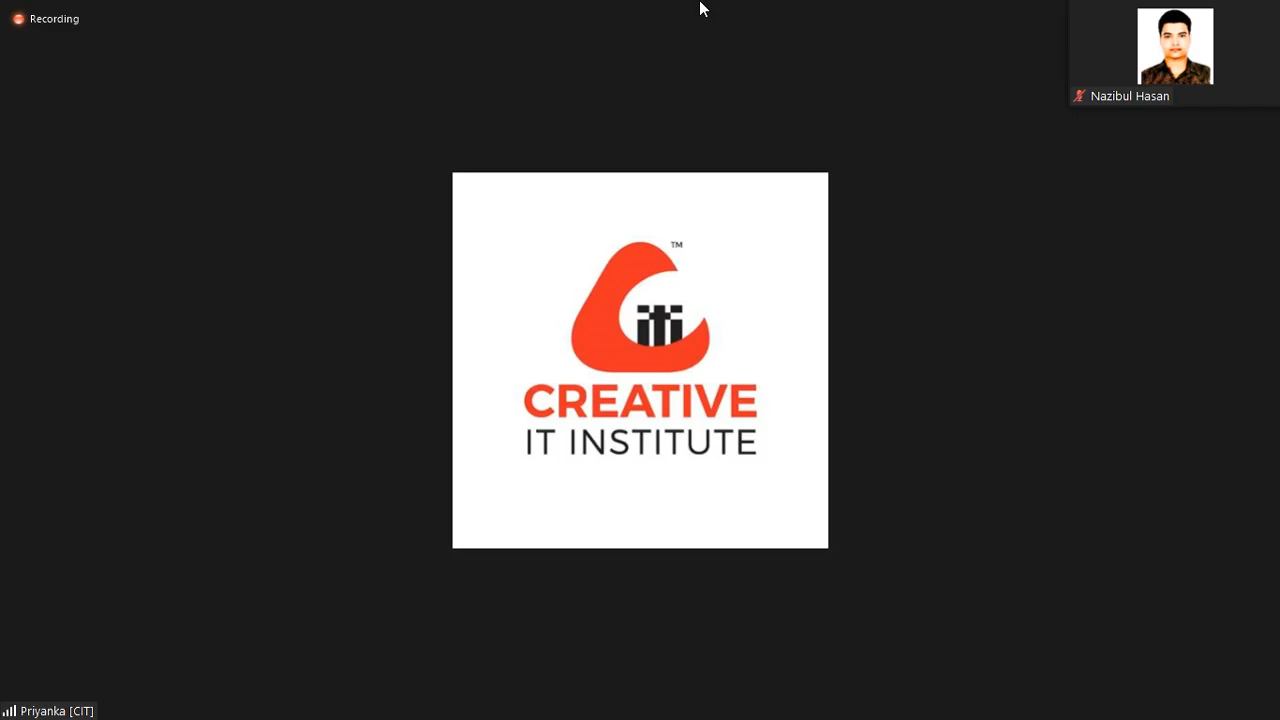 Recording
Nazibul Hasan
TM
iti
CREATIVE
IT INSTITUTE
Priyanka [CIT]